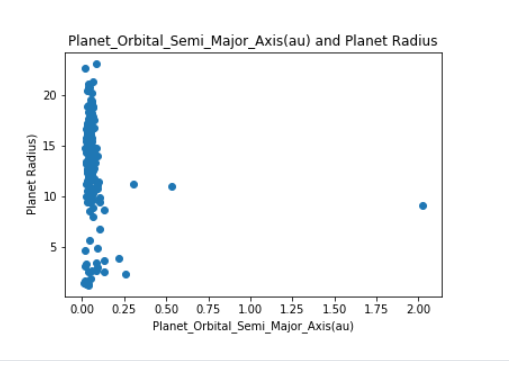 Planet_Orbital_Semi_Major_Axis(au) and Planet Radius
20
15
10
5
Planet Radius)
0.00 0.25 0.50 0.75 1.00 1.25 1.50 1.75 2.00
Planet_Orbital_Semi_Major_Axis(au)